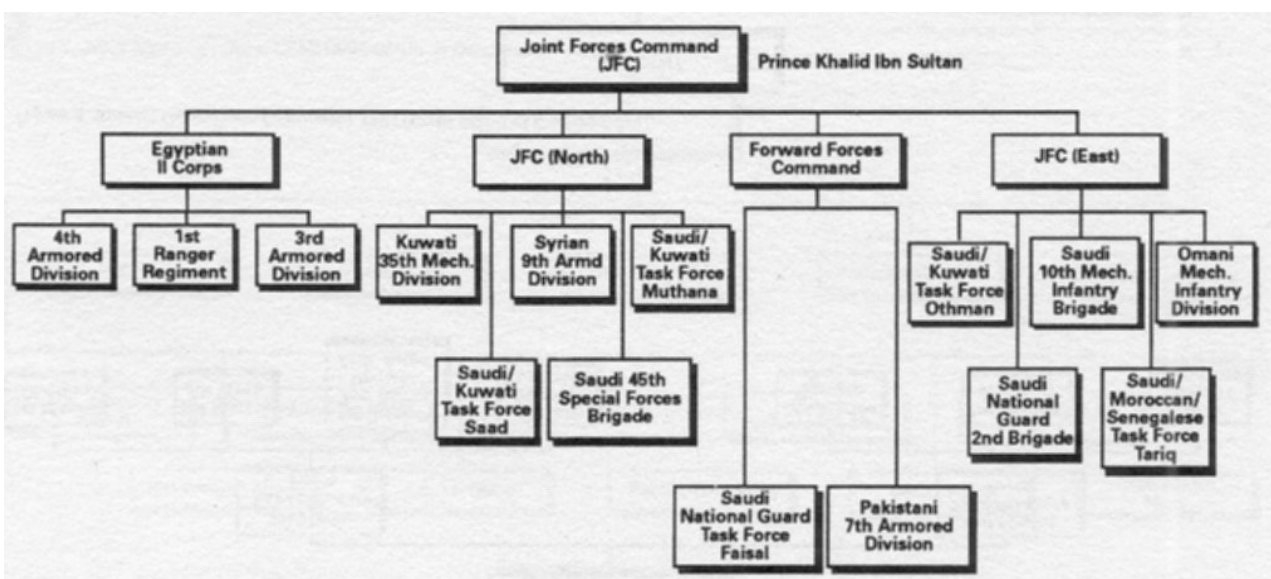 Joint Forces Command
(JFC)
Prince Khalid Ibn Sultan
Egyptian
II Corps
JFC (North)
Forward Forces
Command
JFC (East)
4th
Armored
Division
1st
Ranger
Regiment
3rd
Armored
Division
Kuwati
35th Mech.
Division
Syrian
9th Armd
Division
Saudi/
Kuwati
Task Force
Muthana
Saudi/
Kuwati
Task Force
Othman
Saudi
10th Mech.
Infantry
Brigade
Omani
Mech.
Infantry
Division
Saudi/
Kuwati
Task Force
Saad
Saudi 45th
Special Forces
Brigade
Saudi
National
Guard
2nd Brigade
Saudi/
Moroccan/
Senegalese
Task Force
Tariq
Saudi
National Guard
Task Force
Faisal
Pakistani
7th Armored
Division